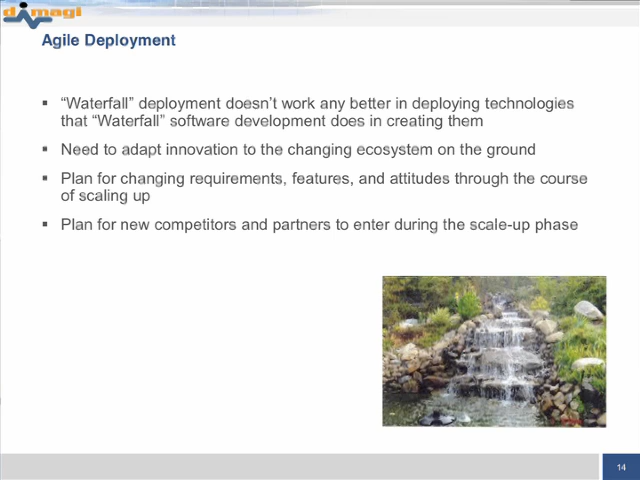 dimagi
Agile Deployment
▪ “Waterfall” deployment doesn’t work any better in deploying technologies
that “Waterfall” software development does in creating them
▪ Need to adapt innovation to the changing ecosystem on the ground
▪ Plan for changing requirements, features, and attitudes through the course
of scaling up
▪ Plan for new competitors and partners to enter during the scale-up phase
14